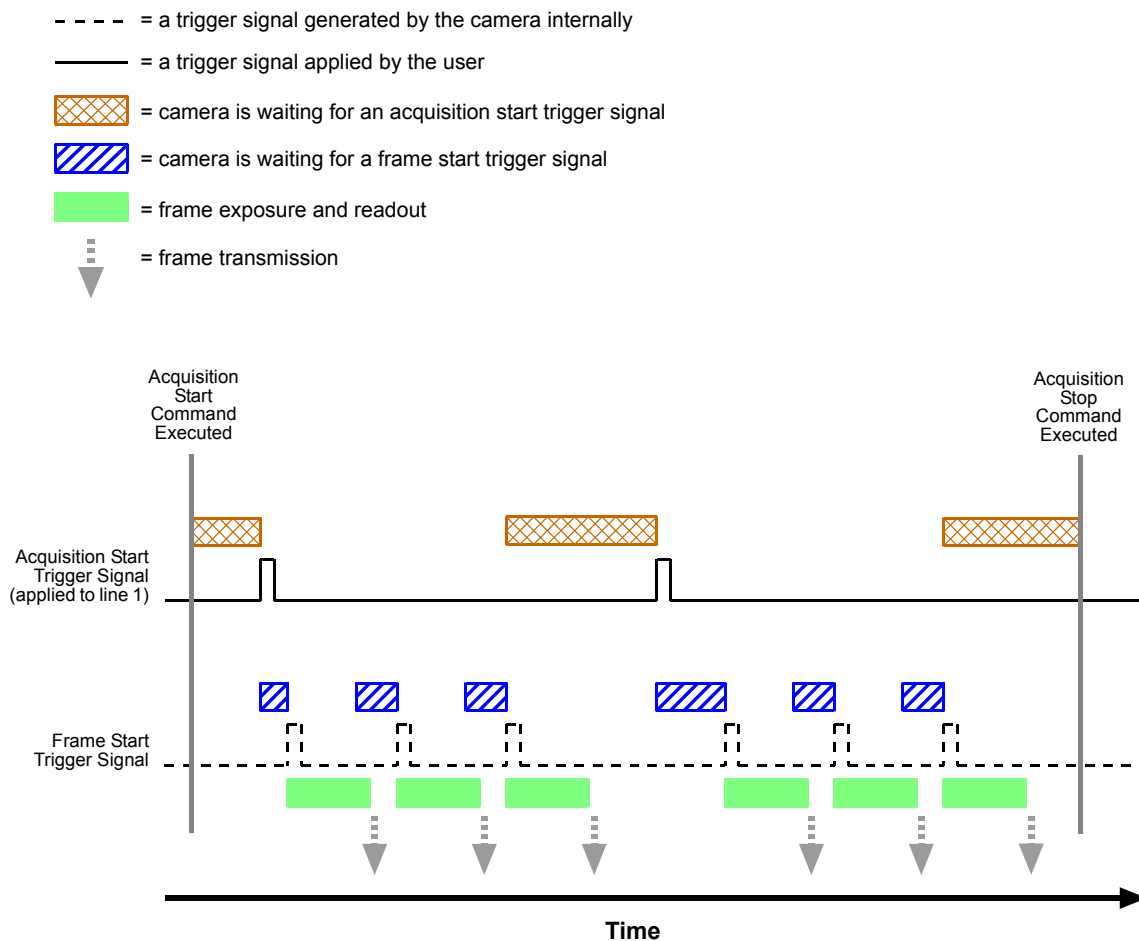 = a trigger signal generated by the camera internally
= a trigger signal applied by the user
= camera is waiting for an acquisition start trigger signal
= camera is waiting for a frame start trigger signal
= frame exposure and readout
= frame transmission
Acquisition
Start
Command
Executed
Acquisition
Stop
Command
Executed
Acquisition Start
Trigger Signal
(applied to line 1)
Frame Start
Trigger Signal
Time